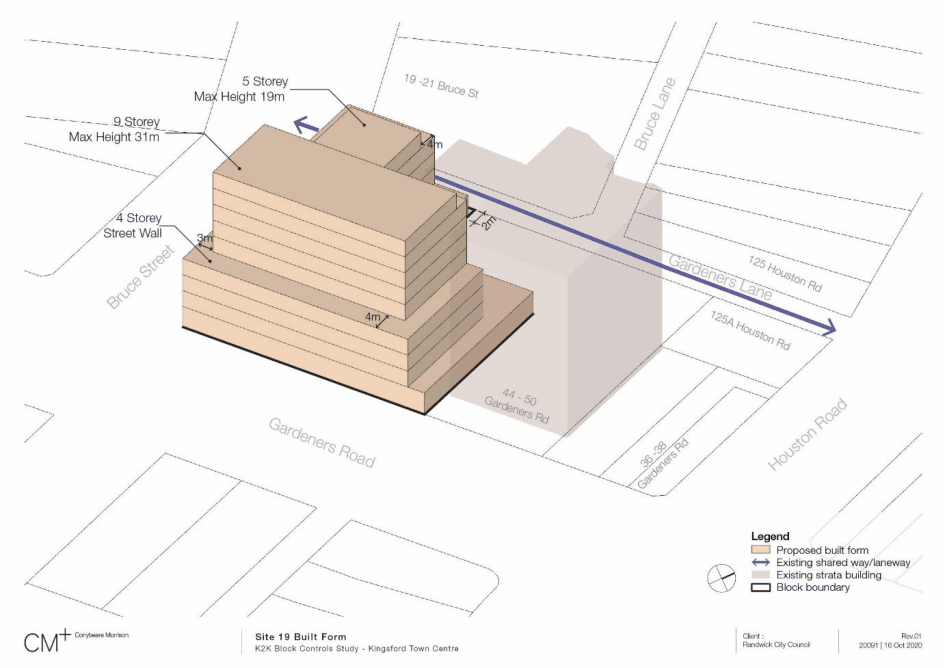 5 Storey
Max Height 19m
19 -21 Bruce St
Bruce Lane
9 Storey
Max Height 31m
4m
4 Storey
Street Wall
3m
2m
Bruce Street
4m
Gardeners Lane
125 Houston Rd
125A Houston Rd
44 - 50
Gardeners Rd
36 -38
Gardeners Rd
Houston Road
Gardeners Road
Legend
Proposed built form
Existing shared way/laneway
Existing strata building
Block boundary
CM+ Conybeare Morrison
Site 19 Built Form
K2K Block Controls Study - Kingsford Town Centre
Client :
Randwick City Council
Rev.01
20091 | 16 Oct 2020